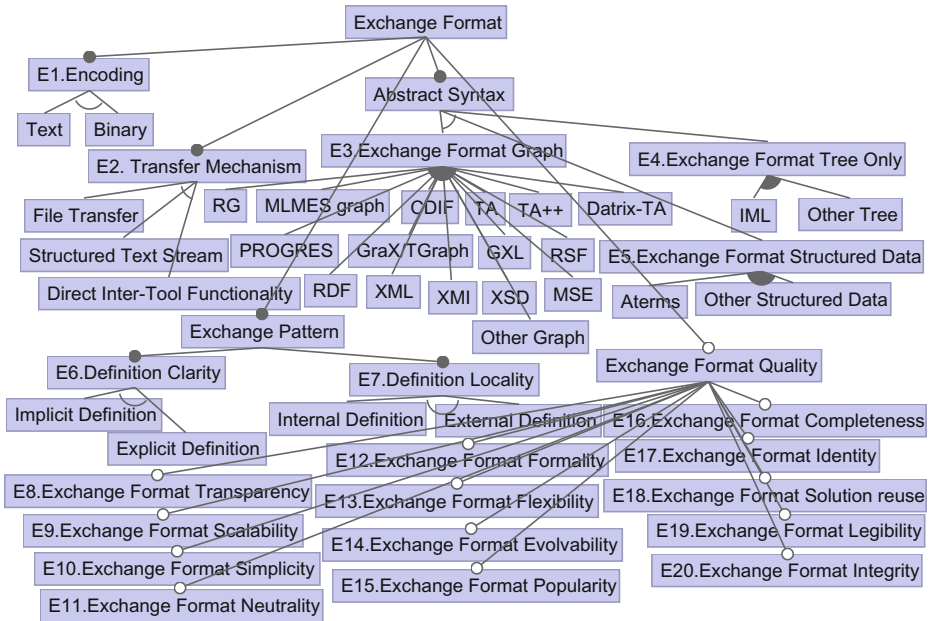 Exchange Format
E1.Encoding
Abstract Syntax
Text
Binary
E2. Transfer Mechanism
E3.Exchange Format Graph
E4.Exchange Format Tree Only
File Transfer
RG
MLMES graph
CDIF
TA
TA++
Datrix-TA
IML
Other Tree
Structured Text Stream
PROGRES
GraX/TGraph
GXL
RSF
E5.Exchange Format Structured Data
Direct Inter-Tool Functionality
RDF
XML
XMI
XSD
MSE
Aterms
Other Structured Data
Exchange Pattern
Other Graph
E6.Definition Clarity
E7.Definition Locality
Exchange Format Quality
Implicit Definition
Explicit Definition
Internal Definition
External Definition
E16.Exchange Format Completeness
E12.Exchange Format Formality
E17.Exchange Format Identity
E8.Exchange Format Transparency
E13.Exchange Format Flexibility
E18.Exchange Format Solution reuse
E9.Exchange Format Scalability
E14.Exchange Format Evolvability
E19.Exchange Format Legibility
E10.Exchange Format Simplicity
E15.Exchange Format Popularity
E20.Exchange Format Integrity
E11.Exchange Format Neutrality